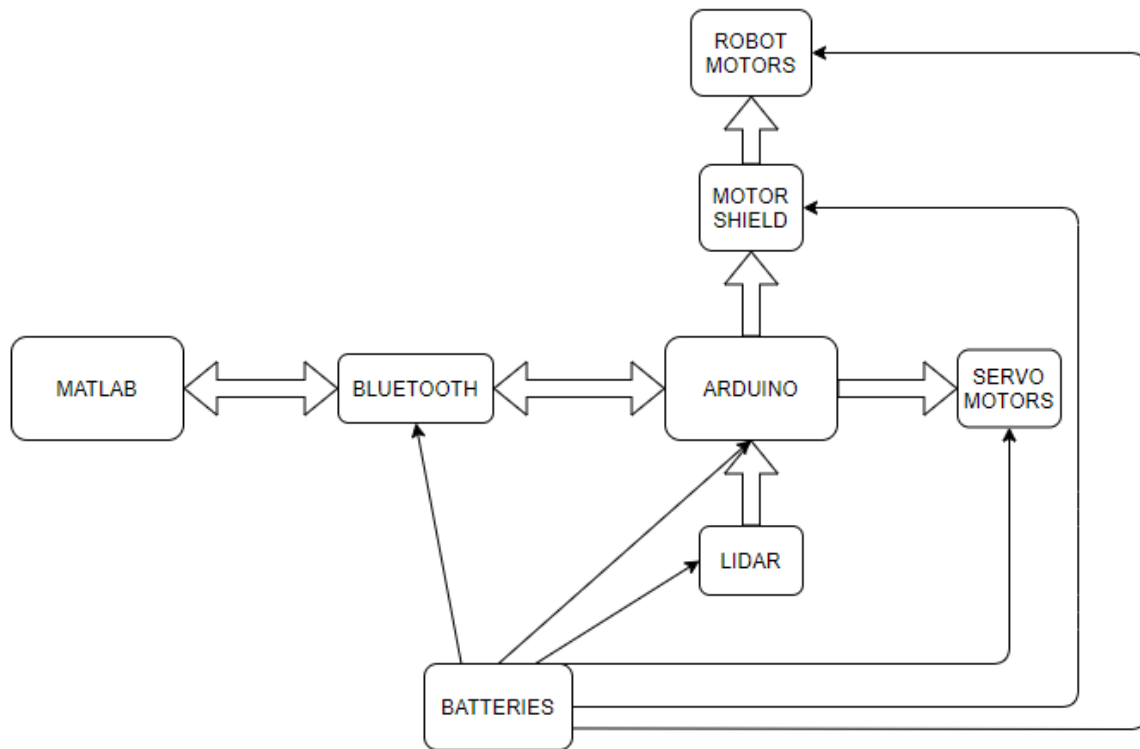 ROBOT
MOTORS
MOTOR
SHIELD
MATLAB
BLUETOOTH
ARDUINO
SERVO
MOTORS
LIDAR
BATTERIES